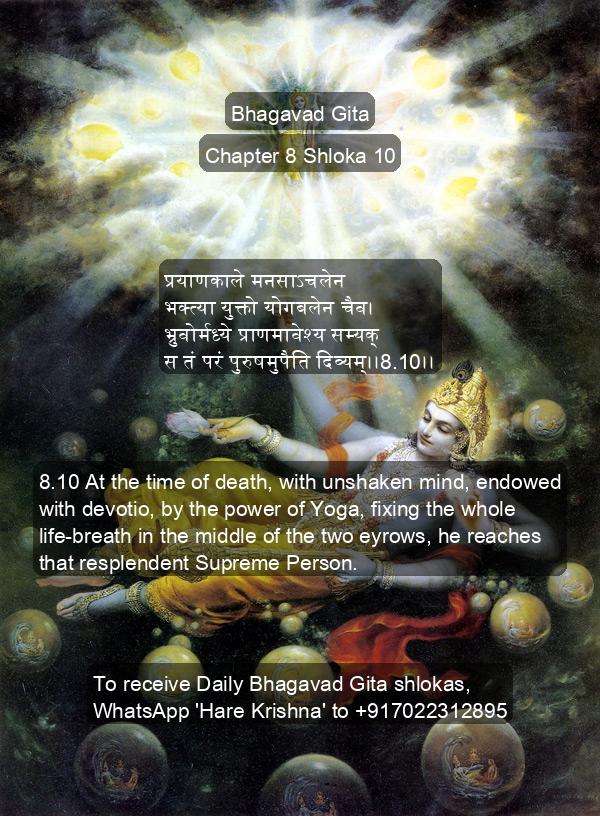 Bhagavad Gita
Chapter 8 Shloka 10
प्रयाणकाले मनसाऽचलेन
भक्त्या युक्तो योगबलेन चैव।
भ्रुवोर्मध्ये प्राणमावेश्य सम्यक्
स तं परं पुरुषमुपैति दिव्यम्।।8.10।।
8.10 At the time of death, with unshaken mind, endowed
with devotio, by the power of Yoga, fixing the whole
life-breath in the middle of the two eyrows, he reaches
that resplendent Supreme Person.
To receive Daily Bhagavad Gita shlokas,
WhatsApp 'Hare Krishna' to +917022312895